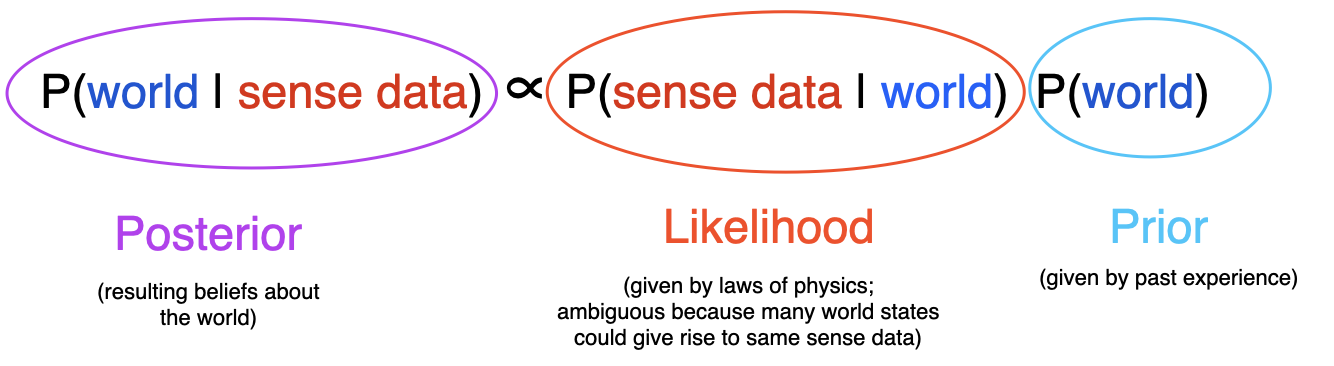 P(world | sense data) ∝ P(sense data | world) P(world)
Posterior
(resulting beliefs about
the world)
Likelihood
(given by laws of physics;
ambiguous because many world states
could give rise to same sense data)
Prior
(given by past experience)